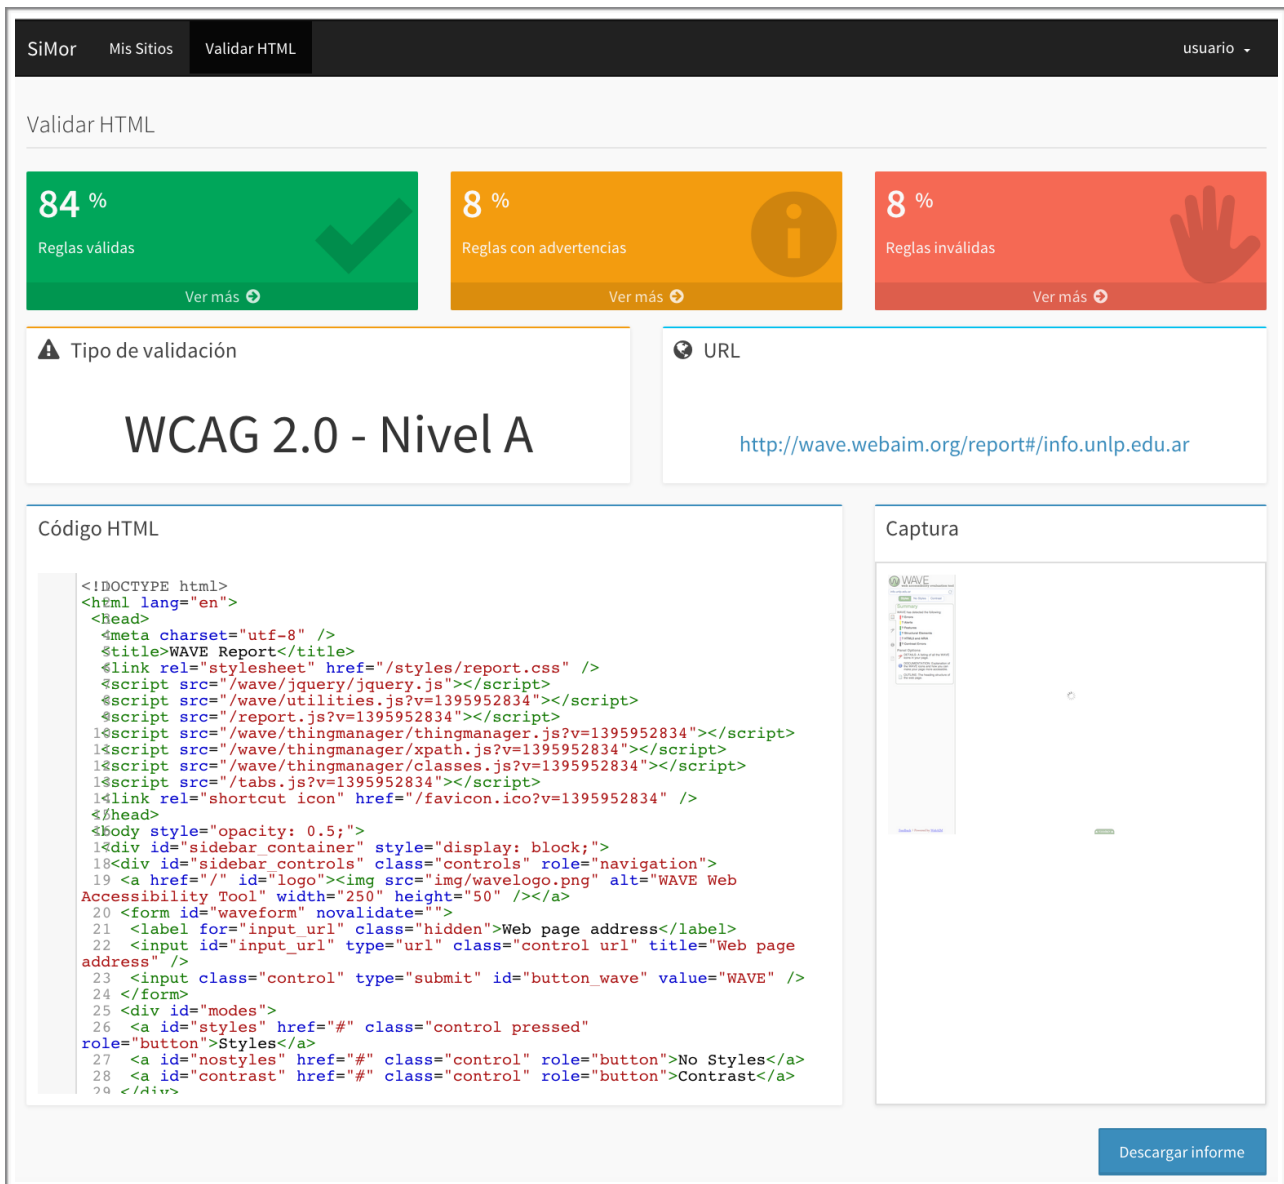 SiMor Mis Sitios Validar HTML usuario
Validar HTML
84 %
Reglas válidas
Ver más
8 %
Reglas con advertencias
Ver más
8 %
Reglas inválidas
Ver más
Tipo de validación
WCAG 2.0 - Nivel A
URL
http://wave.webaim.org/report#/info.unlp.edu.ar
Código HTML
<!DOCTYPE html>
<html lang="en">
<head>
<meta charset="utf-8" />
<title>WAVE Report</title>
<link rel="stylesheet" href="/styles/report.css" />
<script src="/wave/jquery/jquery.js"></script>
<script src="/wave/utilities.js?v=1395952834"></script>
<script src="/report.js?v=1395952834"></script>
<script src="/wave/thingmanager/thingmanager.js?v=1395952834"></script>
<script src="/wave/thingmanager/xpath.js?v=1395952834"></script>
<script src="/wave/thingmanager/classes.js?v=1395952834"></script>
<script src="/tabs.js?v=1395952834"></script>
<link rel="shortcut icon" href="/favicon.ico?v=1395952834" />
</head>
<body style="opacity: 0.5;">
17 <div id="sidebar_container" style="display: block;">
18 <div id="sidebar_controls" class="controls" role="navigation">
19 <a href="/" id="logo"><img src="img/wavelogo.png" alt="WAVE Web
Accessibility Tool" width="250" height="50" /></a>
20 <form id="waveform" novalidate="">
21 <label for="input_url" class="hidden">Web page address</label>
22 <input id="input_url" type="url" class="control url" title="Web page
address" />
23 <input class="control" type="submit" id="button_wave" value="WAVE" />
24 </form>
25 <div id="modes">
26 <a id="styles" href="#" class="control pressed"
role="button">Styles</a>
27 <a id="nostyles" href="#" class="control" role="button">No Styles</a>
28 <a id="contrast" href="#" class="control" role="button">Contrast</a>
29 </div>
Captura
WAVE
Summary
Descargar informe